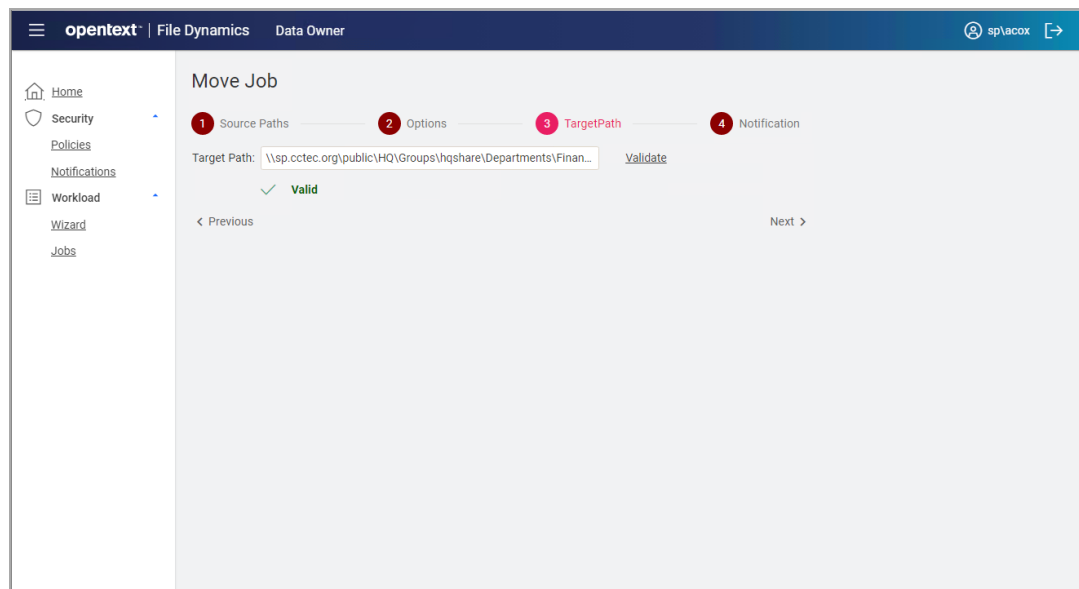 opentext™ | File Dynamics Data Owner sp\acox
Home
Security
Policies
Notifications
Workload
Wizard
Jobs
Move Job
1 Source Paths 2 Options 3 TargetPath 4 Notification
Target Path: \\sp.cctec.org\public\HQ\Groups\hqshare\Departments\Finan... Validate
Valid
< Previous Next >